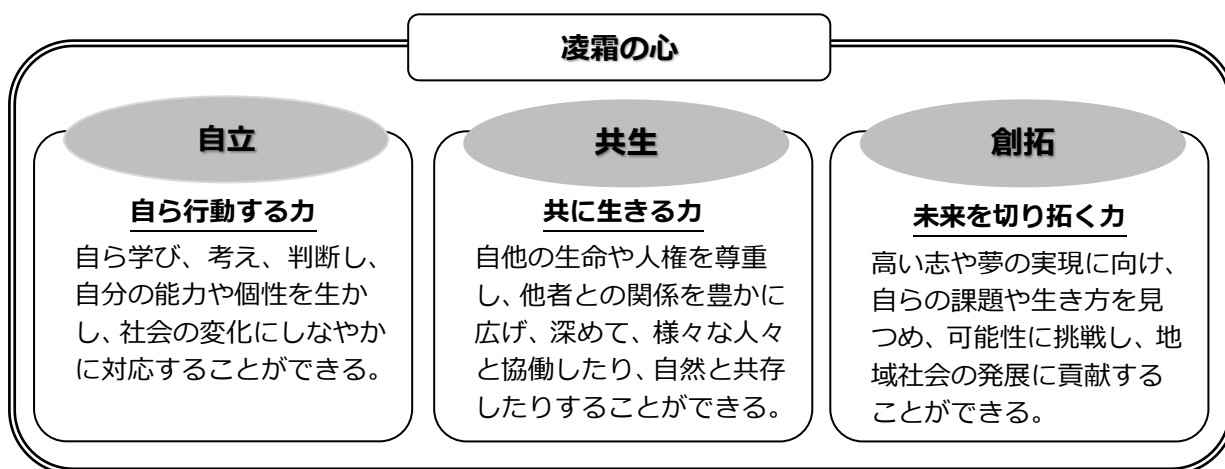 凌霜の心
自立
自ら行動する力
自ら学び、考え、判断し、
自分の能力や個性を生か
し、社会の変化にしなやか
に対応することができる。
共生
共に生きる力
自他の生命や人権を尊重
し、他者との関係を豊かに
広げ、深めて、様々な人々
と協働したり、自然と共存
したりすることができる。
創拓
未来を切り拓く力
高い志や夢の実現に向け、
自らの課題や生き方を見
つめ、可能性に挑戦し、地
域社会の発展に貢献する
ことができる。